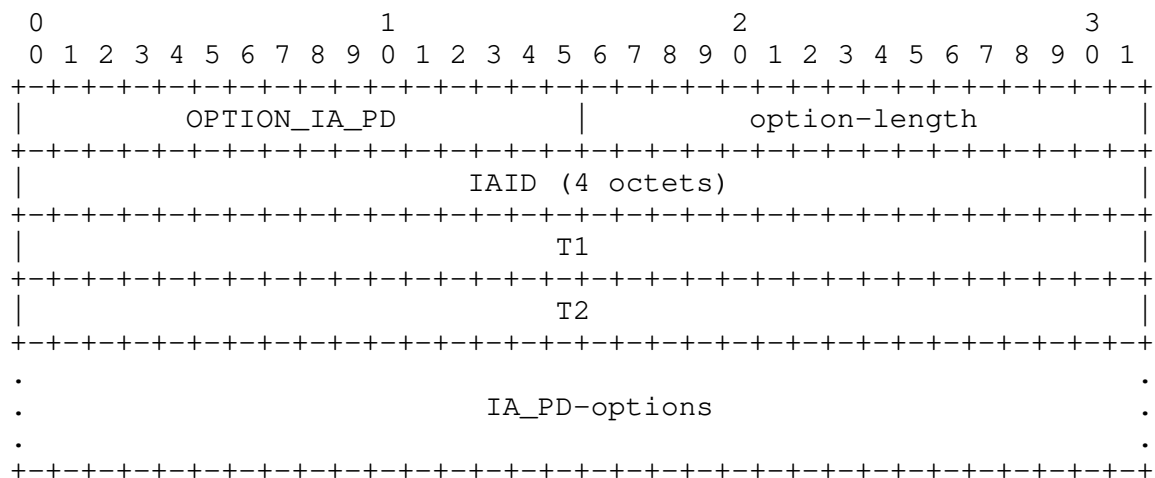 0                   1                   2                   3
 0 1 2 3 4 5 6 7 8 9 0 1 2 3 4 5 6 7 8 9 0 1 2 3 4 5 6 7 8 9 0 1
+-+-+-+-+-+-+-+-+-+-+-+-+-+-+-+-+-+-+-+-+-+-+-+-+-+-+-+-+-+-+-+-+
|         OPTION_IA_PD          |         option-length         |
+-+-+-+-+-+-+-+-+-+-+-+-+-+-+-+-+-+-+-+-+-+-+-+-+-+-+-+-+-+-+-+-+
|                         IAID (4 octets)                       |
+-+-+-+-+-+-+-+-+-+-+-+-+-+-+-+-+-+-+-+-+-+-+-+-+-+-+-+-+-+-+-+-+
|                              T1                               |
+-+-+-+-+-+-+-+-+-+-+-+-+-+-+-+-+-+-+-+-+-+-+-+-+-+-+-+-+-+-+-+-+
|                              T2                               |
+-+-+-+-+-+-+-+-+-+-+-+-+-+-+-+-+-+-+-+-+-+-+-+-+-+-+-+-+-+-+-+-+
.                                                               .
.                          IA_PD-options                        .
.                                                               .
+-+-+-+-+-+-+-+-+-+-+-+-+-+-+-+-+-+-+-+-+-+-+-+-+-+-+-+-+-+-+-+-+